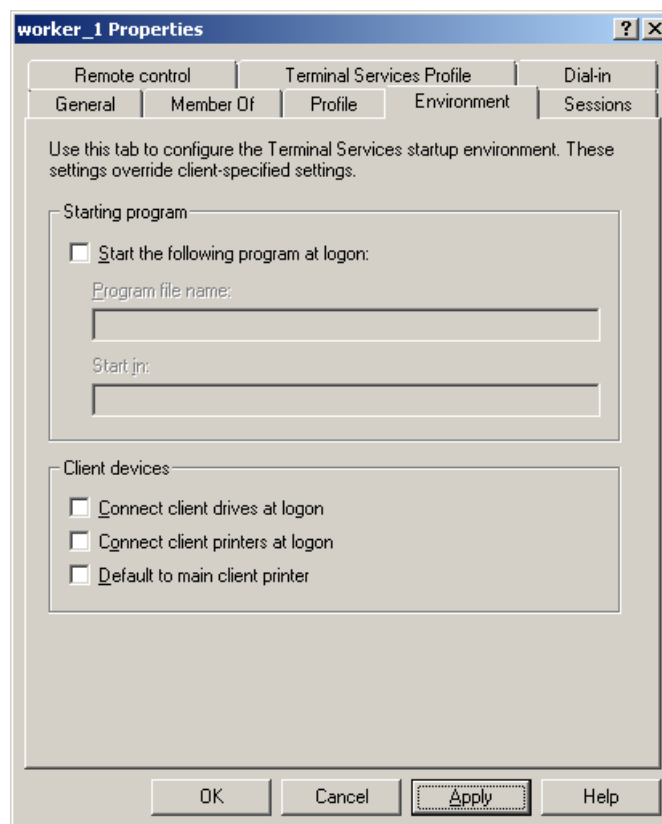 worker_1 Properties
Remote control Terminal Services Profile Dial-in
General Member Of Profile Environment Sessions
Use this tab to configure the Terminal Services startup environment. These
settings override client-specified settings.
Starting program
Start the following program at logon:
Program file name:
Start in:
Client devices
Connect client drives at logon
Connect client printers at logon
Default to main client printer
OK Cancel Apply Help